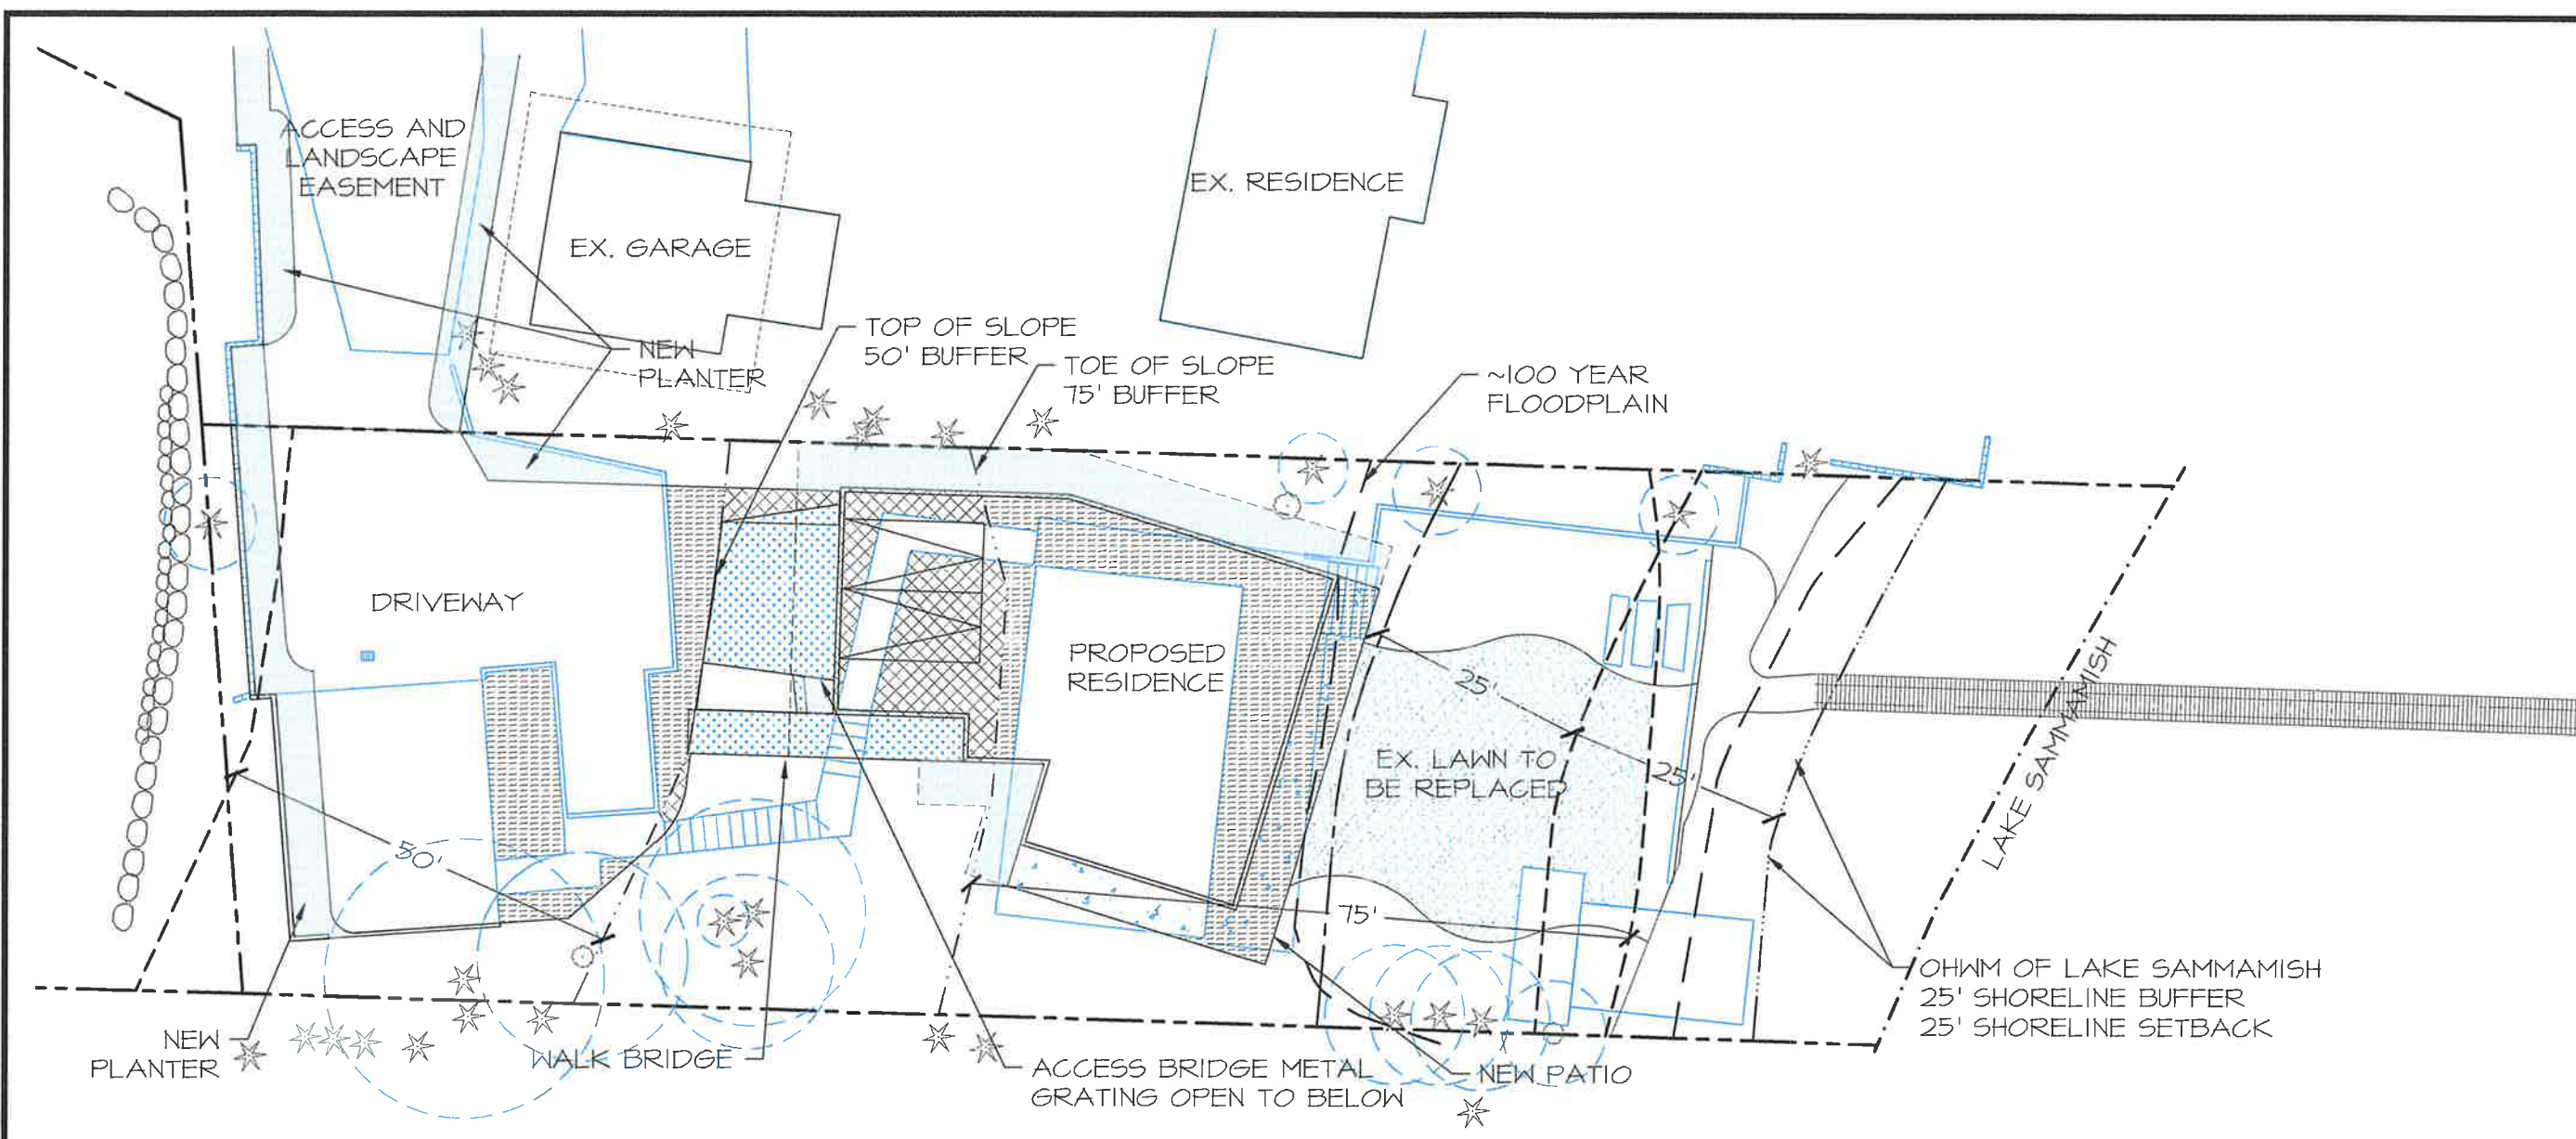 ACCESS AND
LANDSCAPE
EASEMENT
EX. GARAGE
EX. RESIDENCE
TOP OF SLOPE
50' BUFFER
NEW
PLANTER
TOE OF SLOPE
75' BUFFER
~100 YEAR
FLOODPLAIN
DRIVEWAY
PROPOSED
RESIDENCE
25'
EX. LAWN TO
BE REPLACED
25'
LAKE SAMMAMISH
50'
75'
OHWM OF LAKE SAMMAMISH
25' SHORELINE BUFFER
25' SHORELINE SETBACK
NEW
PLANTER
WALK BRIDGE
ACCESS BRIDGE METAL
GRATING OPEN TO BELOW
NEW PATIO